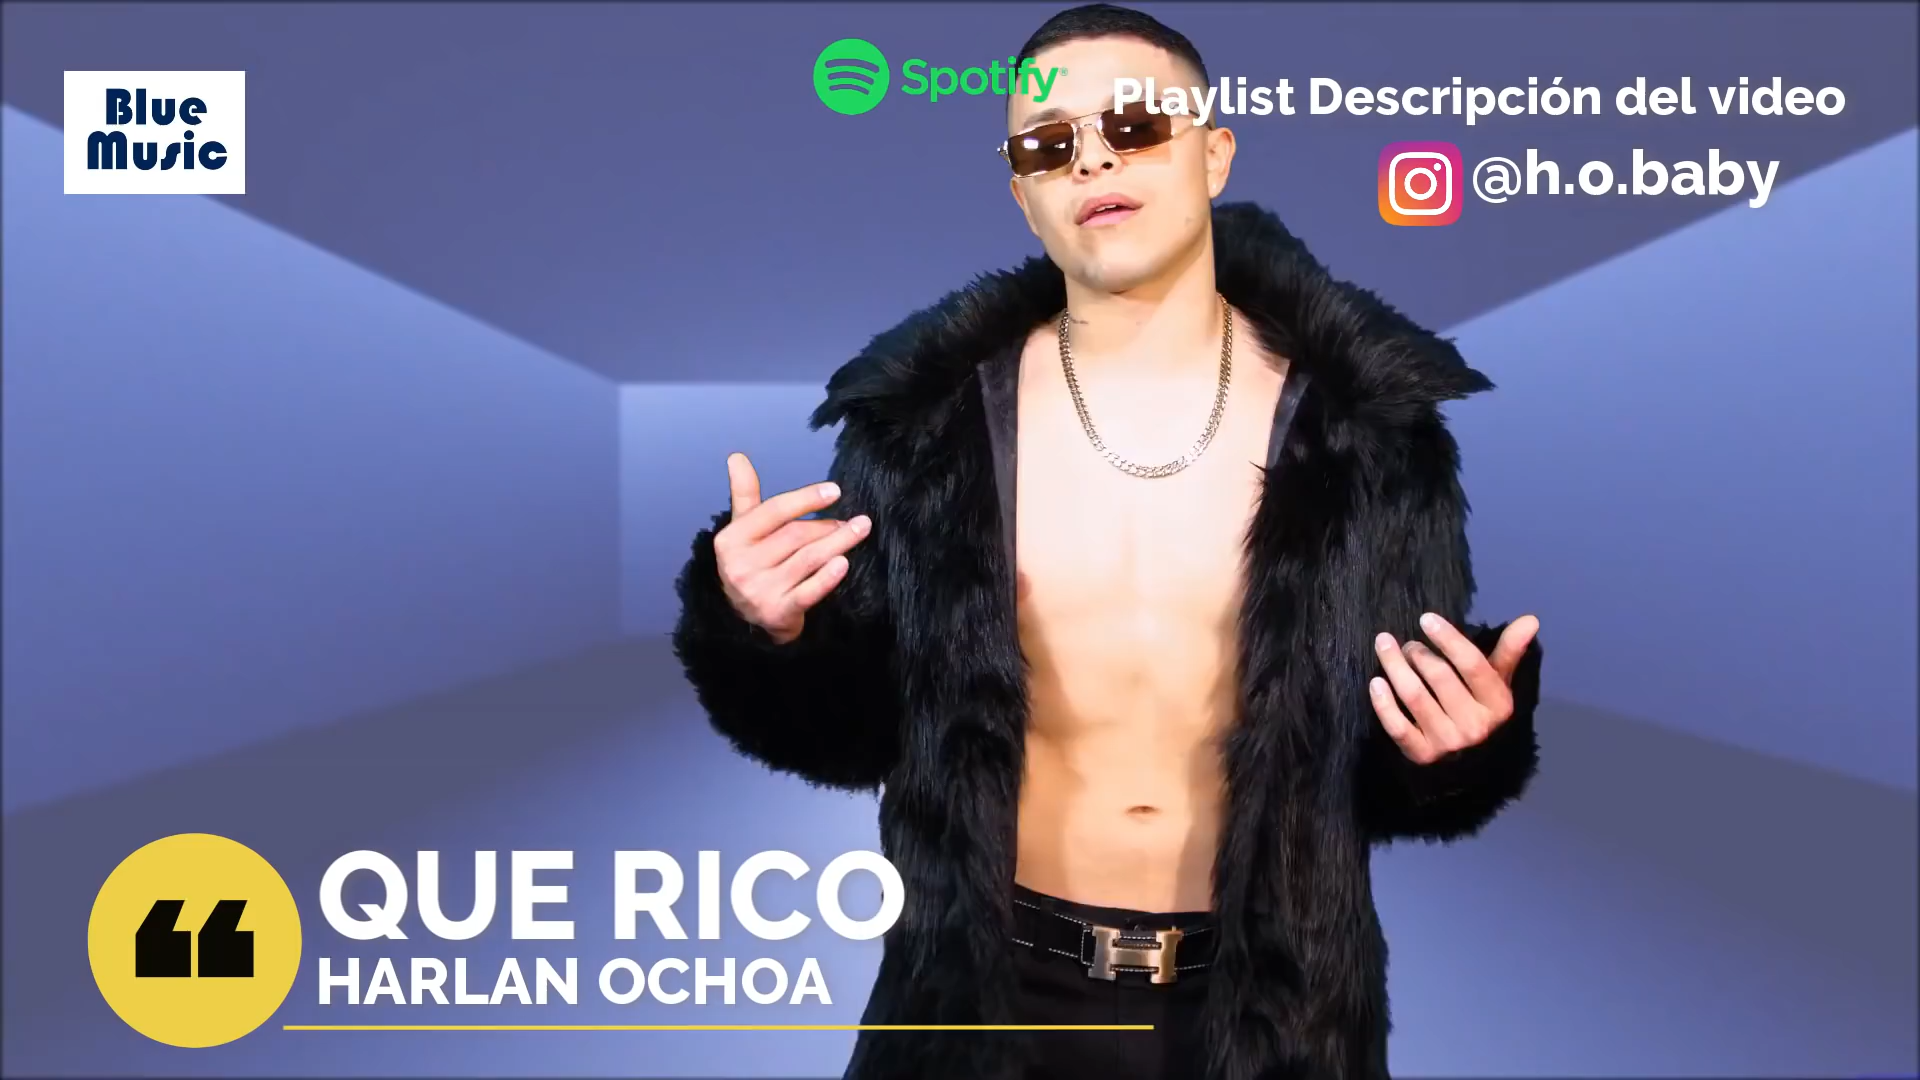 Blue
Music
Spotify
Playlist Descripción del video
@h.o.baby
QUE RICO
HARLAN OCHOA